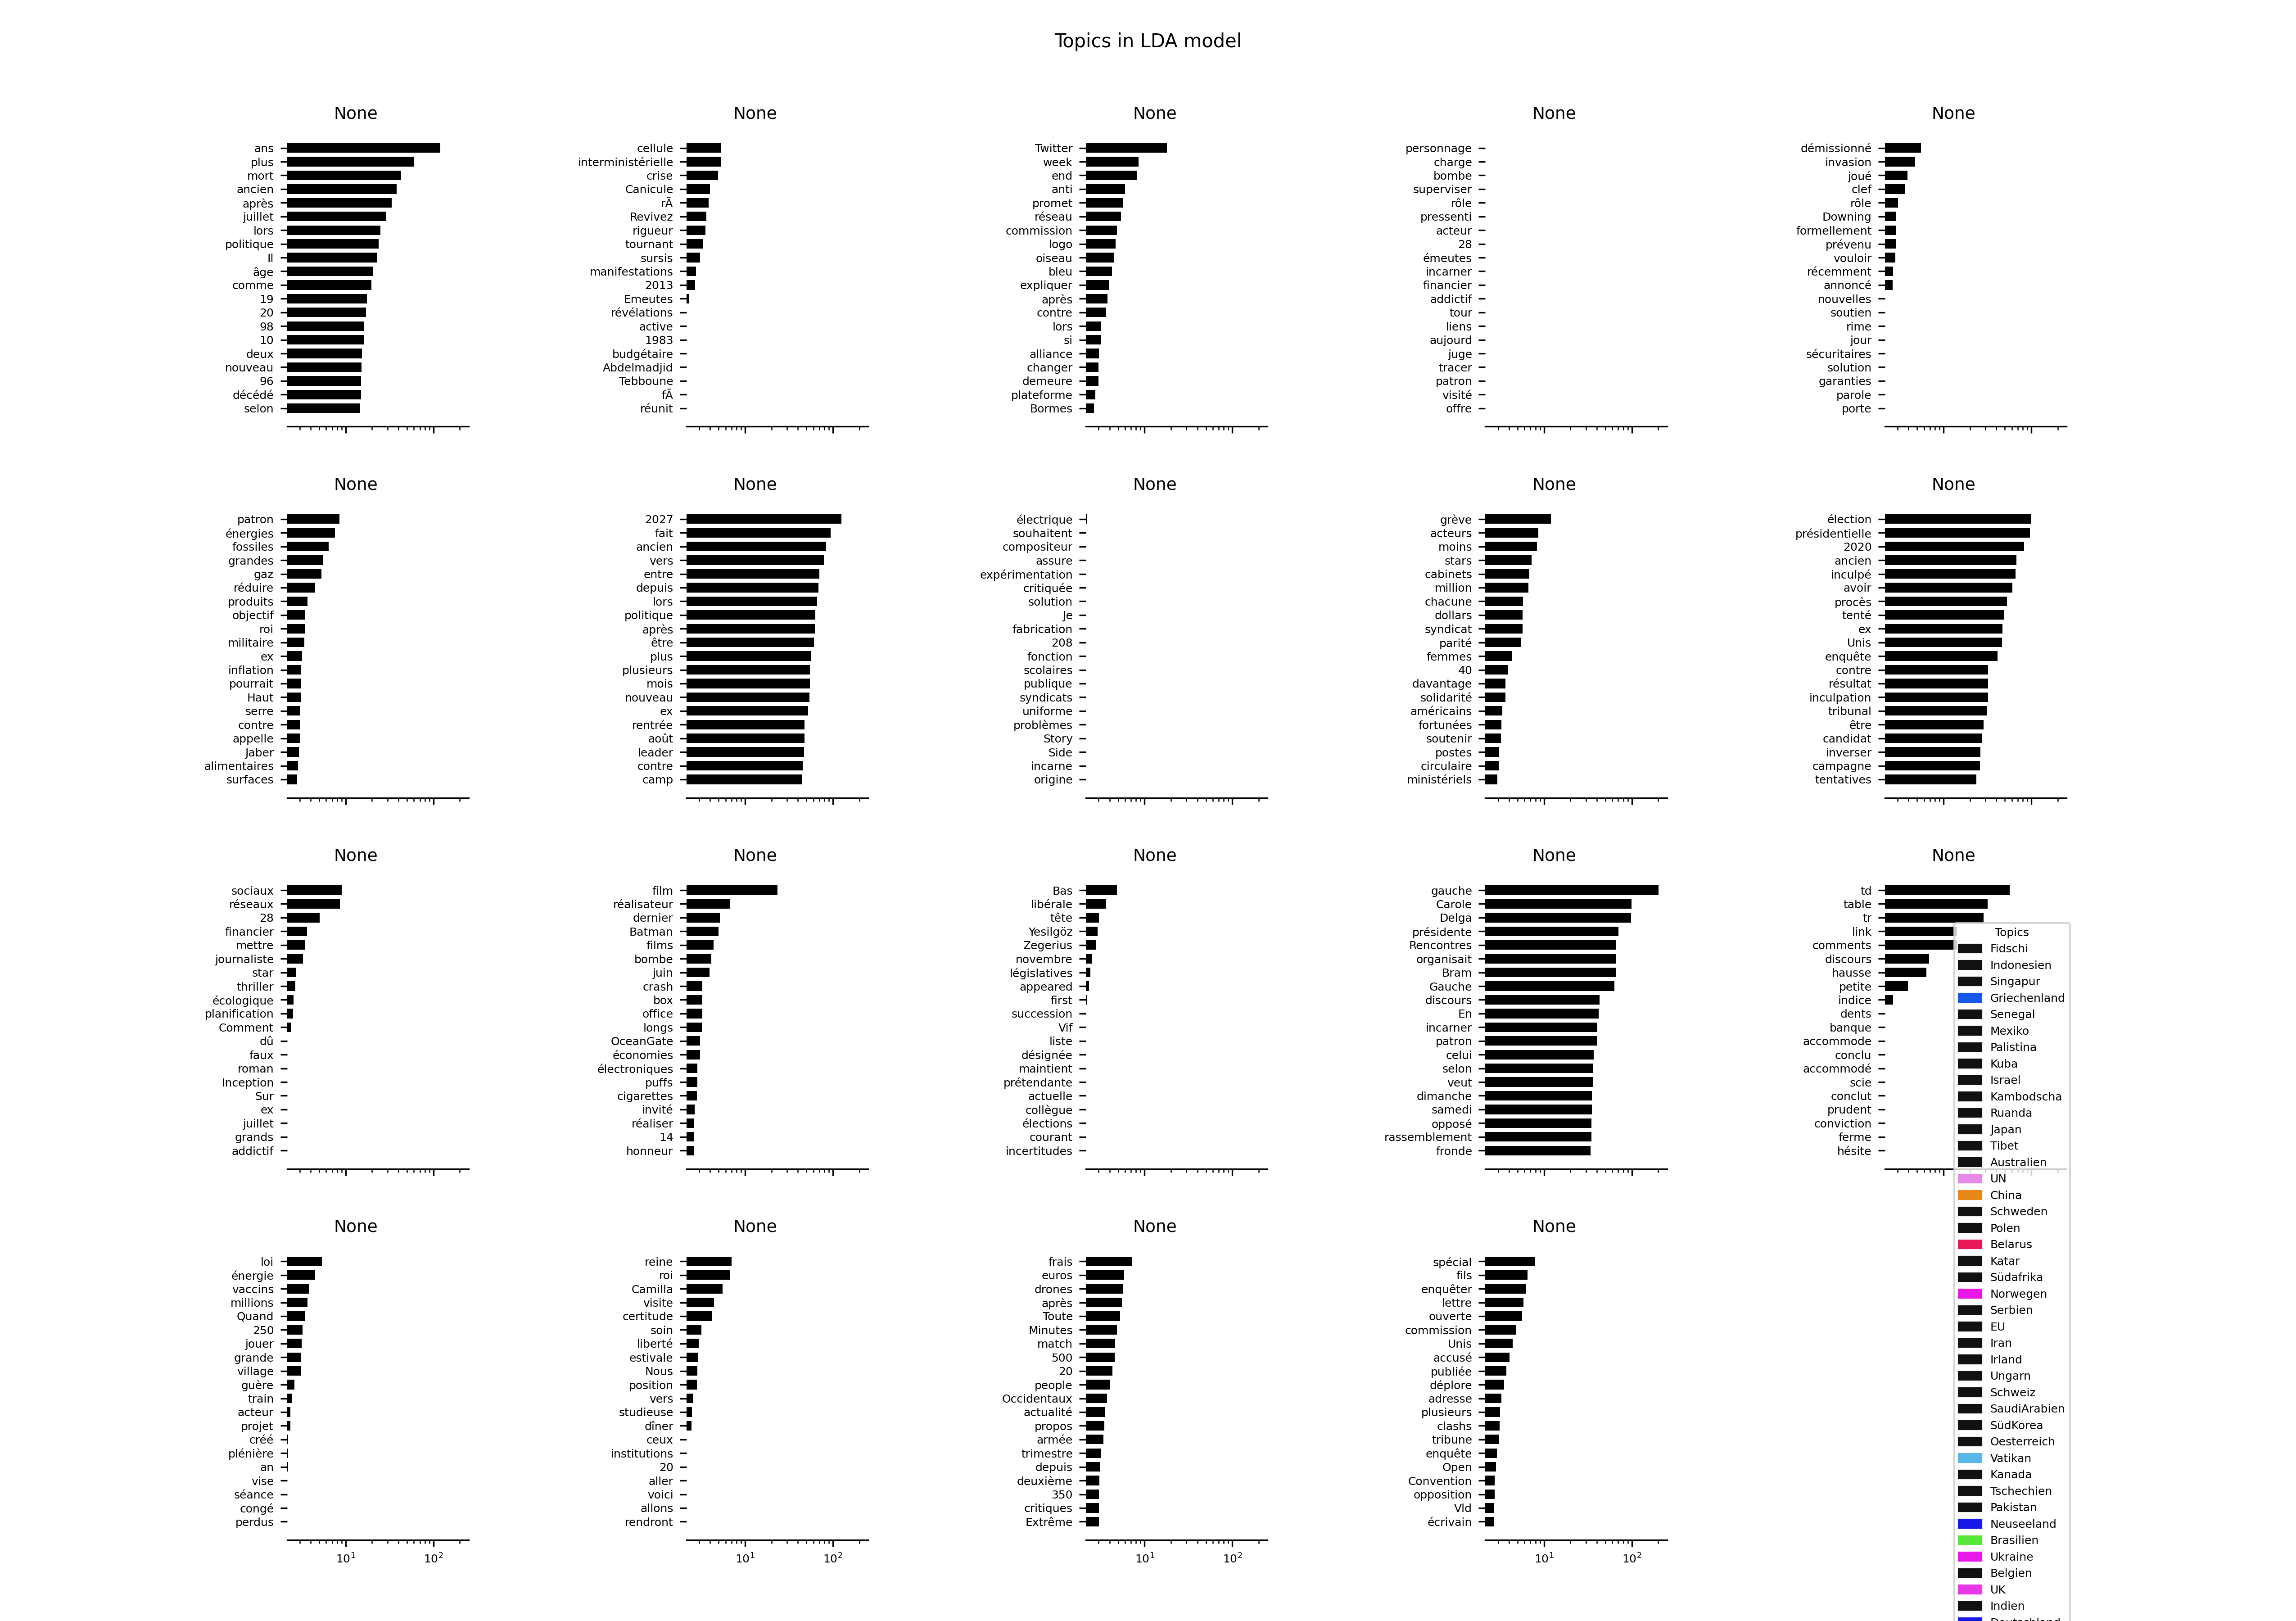 Topics in LDA model
None
ans
plus
mort
ancien
après
juillet
lors
politique
Il
âge
comme
19
20
98
10
deux
nouveau
96
décédé
selon
None
cellule
interministérielle
crise
Canicule
rÃ
Revivez
rigueur
tournant
sursis
manifestations
2013
Emeutes
révélations
active
1983
budgétaire
Abdelmadjid
Tebboune
fÃ
réunit
None
Twitter
week
end
anti
promet
réseau
commission
logo
oiseau
bleu
expliquer
après
contre
lors
si
alliance
changer
demeure
plateforme
Bormes
None
personnage
charge
bombe
superviser
rôle
pressenti
acteur
28
émeutes
incarner
financier
addictif
tour
liens
aujourd
juge
tracer
patron
visité
offre
None
démissionné
invasion
joué
clef
rôle
Downing
formellement
prévenu
vouloir
récemment
annoncé
nouvelles
soutien
rime
jour
sécuritaires
solution
garanties
parole
porte
None
patron
énergies
fossiles
grandes
gaz
réduire
produits
objectif
roi
militaire
ex
inflation
pourrait
Haut
serre
contre
appelle
Jaber
alimentaires
surfaces
None
2027
fait
ancien
vers
entre
depuis
lors
politique
après
être
plus
plusieurs
mois
nouveau
ex
rentrée
août
leader
contre
camp
None
électrique
souhaitent
compositeur
assure
expérimentation
critiquée
solution
Je
fabrication
208
fonction
scolaires
publique
syndicats
uniforme
problèmes
Story
Side
incarne
origine
None
grève
acteurs
moins
stars
cabinets
million
chacune
dollars
syndicat
parité
femmes
40
davantage
solidarité
américains
fortunées
soutenir
postes
circulaire
ministériels
None
élection
présidentielle
2020
ancien
inculpé
avoir
procès
tenté
ex
Unis
enquête
contre
résultat
inculpation
tribunal
être
candidat
inverser
campagne
tentatives
None
sociaux
réseaux
28
financier
mettre
journaliste
star
thriller
écologique
planification
Comment
dû
faux
roman
Inception
Sur
ex
juillet
grands
addictif
None
film
réalisateur
dernier
Batman
films
bombe
juin
crash
box
office
longs
OceanGate
économies
électroniques
puffs
cigarettes
invité
réaliser
14
honneur
None
Bas
libérale
tête
Yesilgöz
Zegerius
novembre
législatives
appeared
first
succession
Vif
liste
désignée
maintient
prétendante
actuelle
collègue
élections
courant
incertitudes
None
gauche
Carole
Delga
présidente
Rencontres
organisait
Bram
Gauche
discours
En
incarner
patron
celui
selon
veut
dimanche
samedi
opposé
rassemblement
fronde
None
td
table
tr
link
comments
discours
hausse
petite
indice
dents
banque
accommode
conclu
accommodé
scie
conclut
prudent
conviction
ferme
hésite
None
loi
énergie
vaccins
millions
Quand
250
jouer
grande
village
guère
train
acteur
projet
créé
plénière
an
vise
séance
congé
perdus
10¹ 10²
None
reine
roi
Camilla
visite
certitude
soin
liberté
estivale
Nous
position
vers
studieuse
dîner
ceux
institutions
20
aller
voici
allons
rendront
10¹ 10²
None
frais
euros
drones
après
Toute
Minutes
match
500
20
people
Occidentaux
actualité
propos
armée
trimestre
depuis
deuxième
350
critiques
Extrême
10¹ 10²
None
spécial
fils
enquêter
lettre
ouverte
commission
Unis
accusé
publiée
déplore
adresse
plusieurs
clashs
tribune
enquête
Open
Convention
opposition
Vld
écrivain
10¹ 10²
Topics
Fidschi
Indonesien
Singapur
Griechenland
Senegal
Mexiko
Palistina
Kuba
Israel
Kambodscha
Ruanda
Japan
Tibet
Australien
UN
China
Schweden
Polen
Belarus
Katar
Südafrika
Norwegen
Serbien
EU
Iran
Irland
Ungarn
Schweiz
SaudiArabien
SüdKorea
Oesterreich
Vatikan
Kanada
Tschechien
Pakistan
Neuseeland
Brasilien
Ukraine
Belgien
UK
Indien